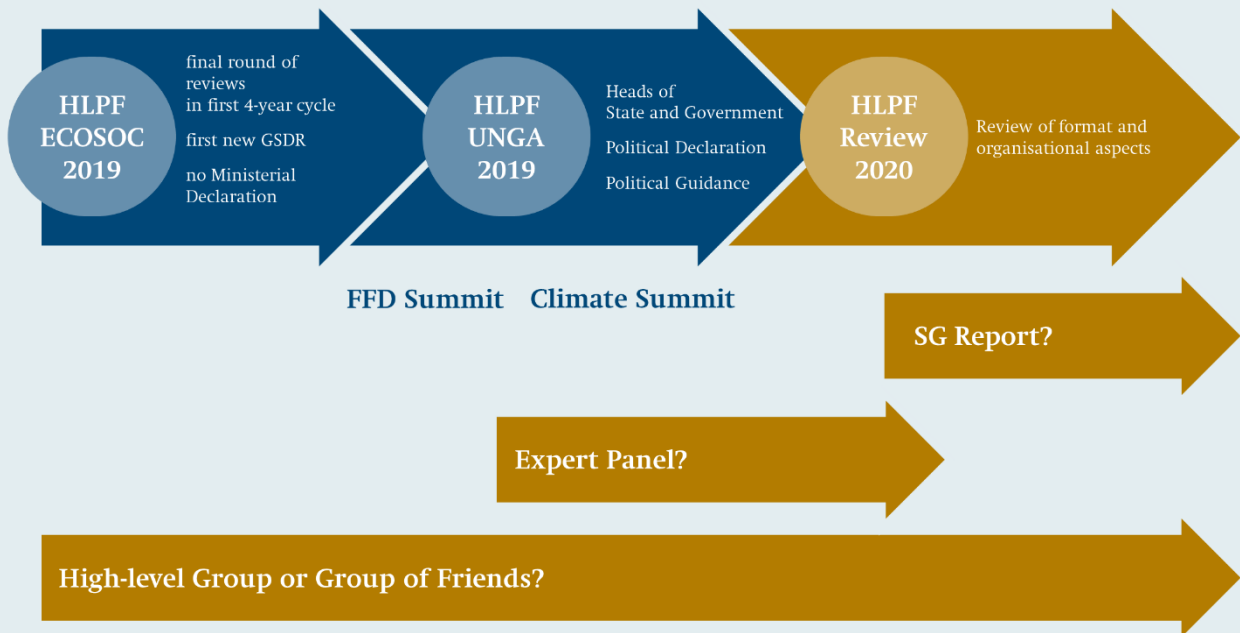 HLPF
ECOSOC
2019
final round of
reviews
in first 4-year cycle
first new GSDR
no Ministerial
Declaration
HLPF
UNGA
2019
Heads of
State and Government
Political Declaration
Political Guidance
HLPF
Review
2020
Review of format and
organisational aspects
FFD Summit
Climate Summit
SG Report?
Expert Panel?
High-level Group or Group of Friends?